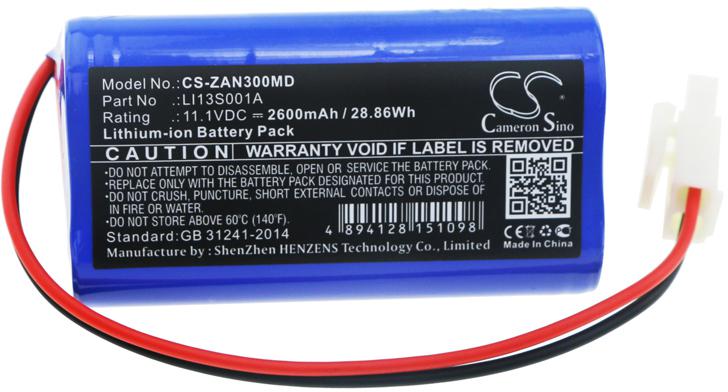 Model No.:CS-ZAN300MD
Part No :LI13S001A
Rating :11.1VDC ⎓ 2600mAh / 28.86Wh
Lithium-ion Battery Pack
CS
Cameron Sino
CAUTION WARRANTY VOID IF LABEL IS REMOVED
•DO NOT ATTEMPT TO DISASSEMBLE, OPEN OR SERVICE THE BATTERY PACK.
•REPLACE ONLY WITH THE BATTERY PACK DESIGNATED FOR THIS PRODUCT.
•DO NOT CRUSH, PUNCTURE, SHORT EXTERNAL CONTACTS OR DISPOSE OF
IN FIRE OR WATER.
•DO NOT STORE ABOVE 60°C (140°F).
Standard:GB 31241-2014
Manufacture by : ShenZhen HENZENS Technology Co., Limited
4 894128 151098
Made In China